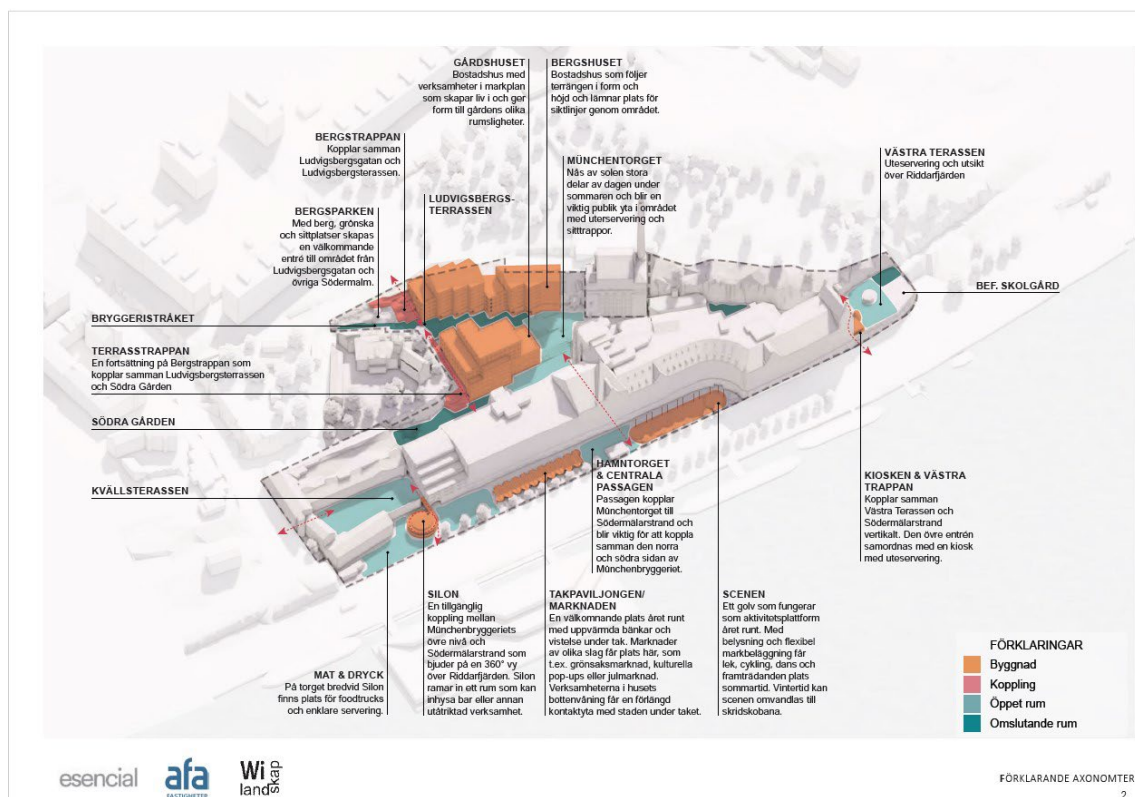 GÅRDSHUSET
Bostadshus med
verksamheter i markplan
som skapar liv i och ger
form till gårdens olika
rumsligheter.
BERGSHUSET
Bostadshus som följer
terrängen i form och
höjd och lämnar plats för
siktlinjer genom området.
BERGSTRAPPAN
Kopplar samman
Ludvigsbergsgatan och
Ludvigsbergsterassen.
MÜNCHENTORGET
Nås av solen stora
delar av dagen under
sommaren och blir en
viktig publik yta i området
med uterservering och
sitttrappor.
VÄSTRA TERASSEN
Uteservering och utsikt
över Riddarfjärden
LUDVIGSBERGS-
TERRASSEN
BERGSPARKEN
Med berg, grönska
och sittplatser skapas
en välkommande
entré till området från
Ludvigsbergsgatan och
övriga Södermalm.
BEF. SKOLGÅRD
BRYGGERISTRÅKET
TERRASSTRAPPAN
En fortsättning på Bergstrappan som
kopplar samman Ludvigsbergsterassen
och Södra Gården
SÖDRA GÅRDEN
KVÄLLSTERASSEN
HAMNTORGET
& CENTRALA
PASSAGEN
Passagen kopplar
Münchentorget till
Södermälarstrand och
blir viktig för att koppla
samman den norra
och södra sidan av
Münchenbryggeriet.
KIOSKEN & VÄSTRA
TRAPPAN
Kopplar samman
Västra Terassen och
Södermälarstrand
vertikalt. Den övre entrén
samordnas med en kiosk
med uteservering.
MAT & DRYCK
På torget bredvid Silon
finns plats för foodtrucks
och enklare servering.
SILON
En tillgänglig
koppling mellan
Münchenbryggeriets
övre nivå och
Södermälarstrand som
bjuder på en 360° vy
över Riddarfjärden. Silon
ramar in ett rum som kan
inhysa bar eller annan
utåtriktad verksamhet.
TAKPAVILJONGEN/
MARKNADEN
En välkomnande plats året runt
med uppvärmda bänkar och
vistelse under tak. Marknader
av olika slag får plats här, som
t.ex. grönsaksmarknad, kulturella
pop-ups eller julmarknad.
Verksamheterna i husets
bottenvåning får en förlängd
kontaktyta med staden under taket.
SCENEN
Ett golv som fungerar
som aktivitetsplattform
året runt. Med
belysning och flexibel
markbeläggning får
lek, cykling, dans och
framträdanden plats
sommartid. Vintertid kan
scenen omvandlas till
skridskobana.
FÖRKLARINGAR
Byggnad
Koppling
Öppet rum
Omslutande rum
esencial
afa
FASTIGHETER
Wi
landskap
FÖRKLARANDE AXONOMTER
2